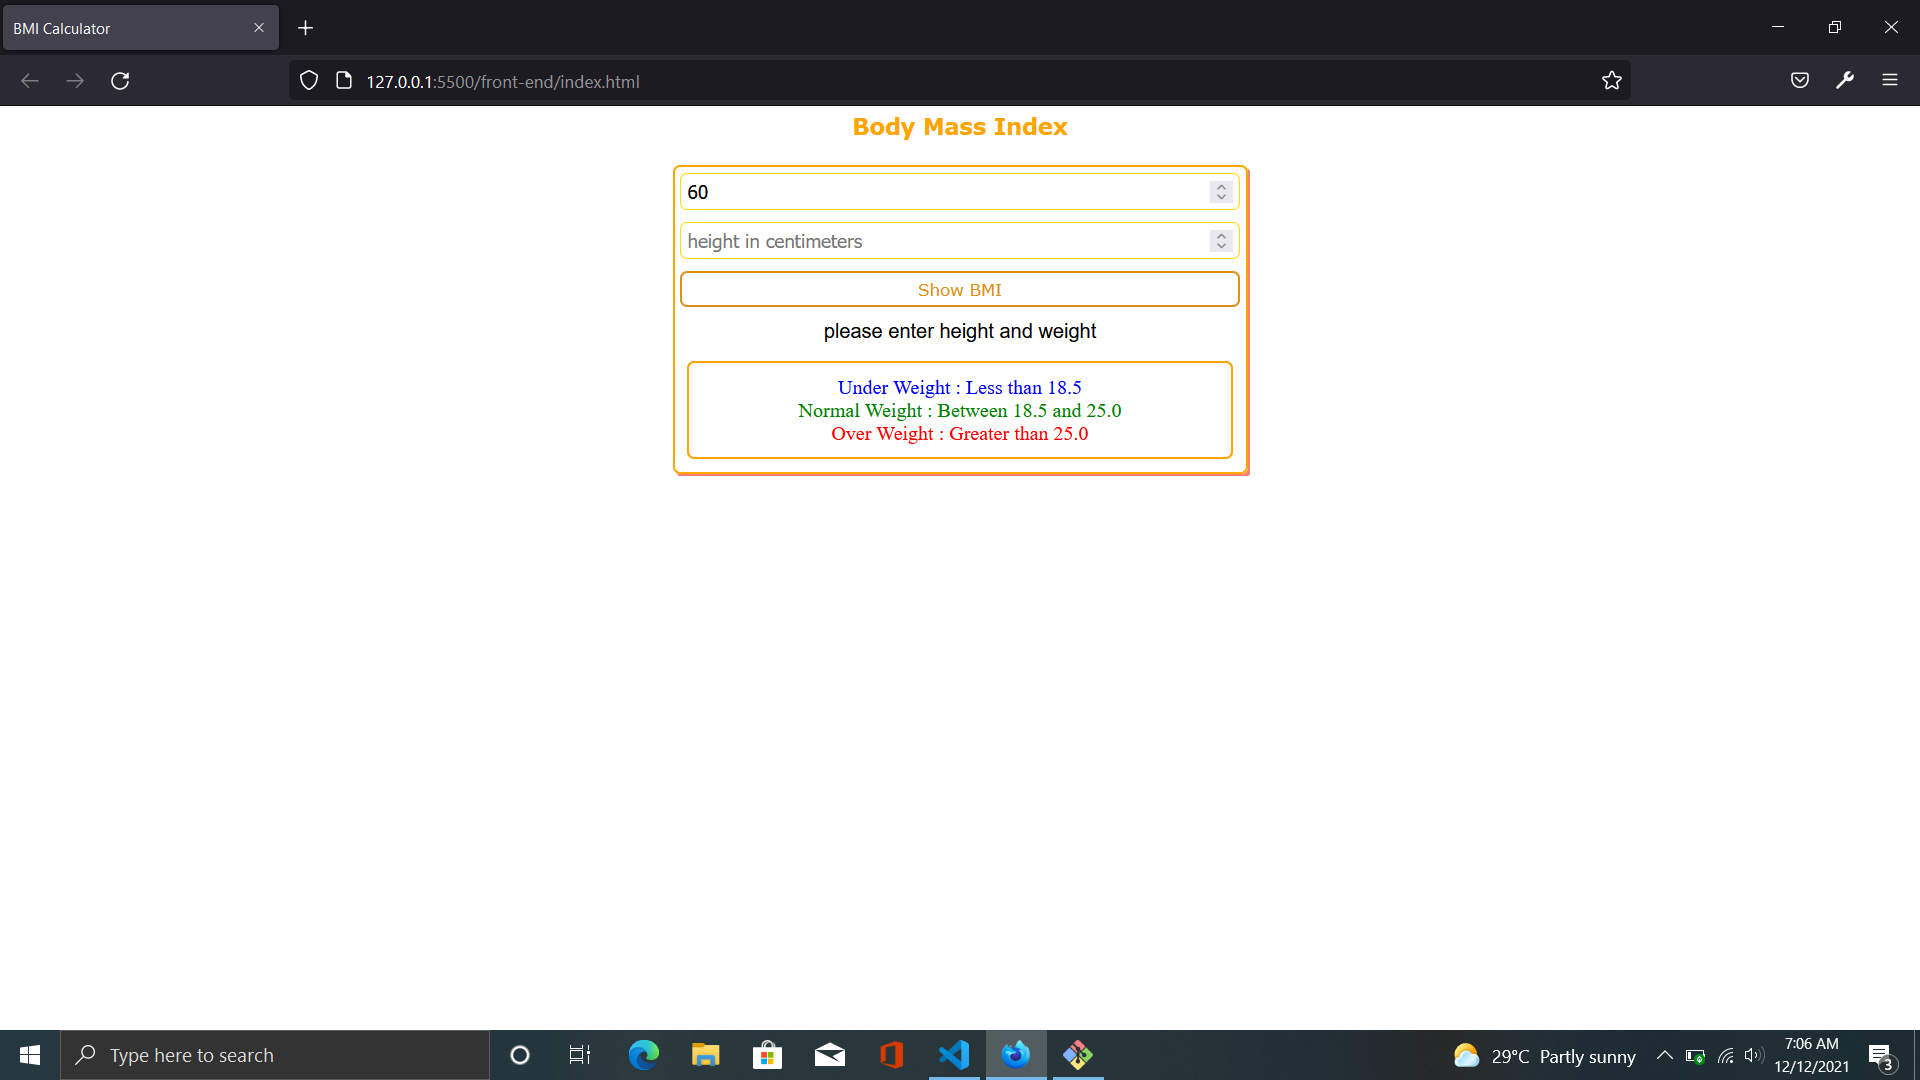 BMI Calculator
127.0.0.1:5500/front-end/index.html
Body Mass Index
60
height in centimeters
Show BMI
please enter height and weight
Under Weight : Less than 18.5
Normal Weight : Between 18.5 and 25.0
Over Weight : Greater than 25.0
Type here to search
29°C Partly sunny
7:06 AM
12/12/2021
3